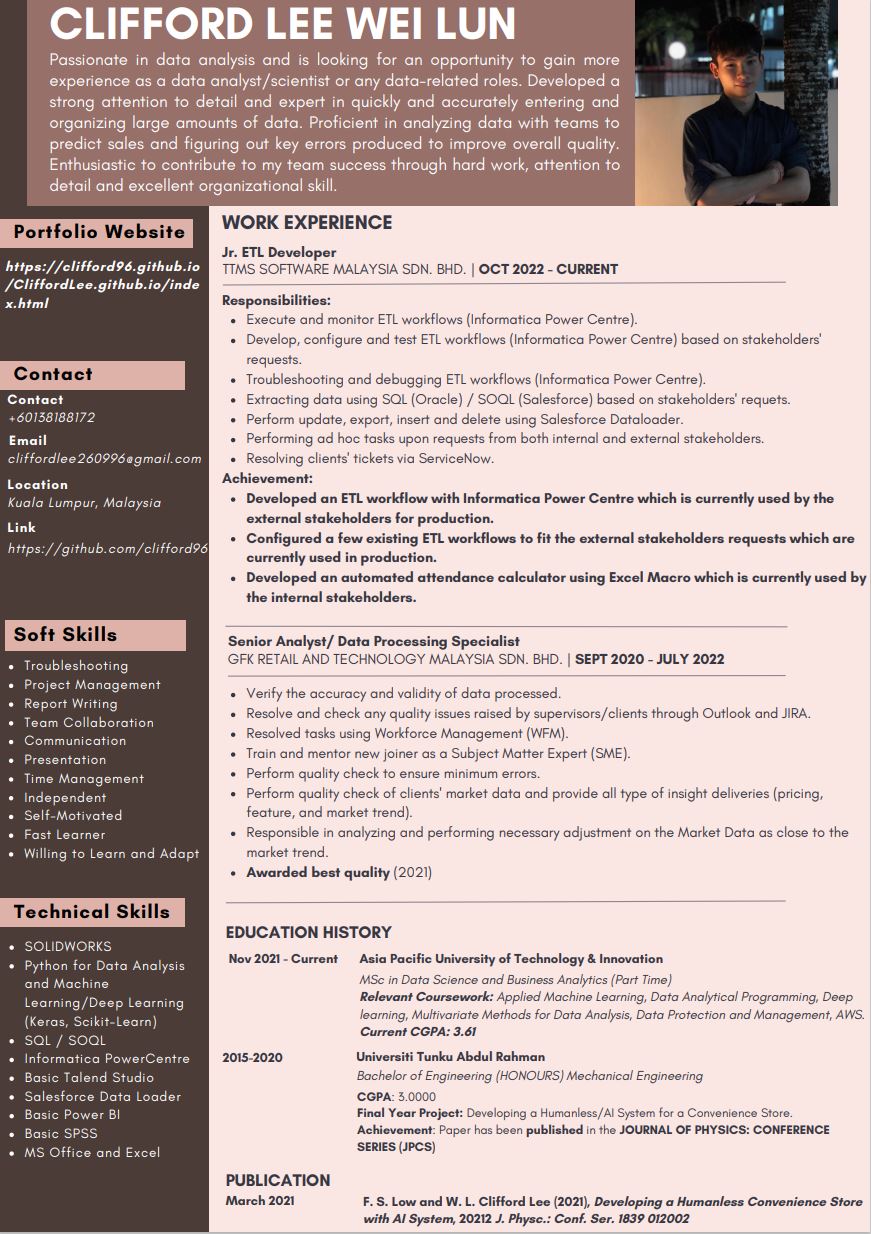 CLIFFORD LEE WEI LUN
Passionate in data analysis and is looking for an opportunity to gain more
experience as a data analyst/scientist or any data-related roles. Developed a
strong attention to detail and expert in quickly and accurately entering and
organizing large amounts of data. Proficient in analyzing data with teams to
predict sales and figuring out key errors produced to improve overall quality.
Enthusiastic to contribute to my team success through hard work, attention to
detail and excellent organizational skill.
Portfolio Website
https://clifford96.github.io
/CliffordLee.github.io/inde
x.html
Contact
Contact
+60138188172
Email
cliffordlee260996@gmail.com
Location
Kuala Lumpur, Malaysia
Link
https://github.com/clifford96
Soft Skills
• Troubleshooting
• Project Management
• Report Writing
• Team Collaboration
• Communication
• Presentation
• Time Management
• Independent
• Self-Motivated
• Fast Learner
• Willing to Learn and Adapt
Technical Skills
• SOLIDWORKS
• Python for Data Analysis
and Machine
Learning/Deep Learning
(Keras, Scikit-Learn)
• SQL / SOQL
• Informatica PowerCentre
• Basic Talend Studio
• Salesforce Data Loader
• Basic Power BI
• Basic SPSS
• MS Office and Excel
WORK EXPERIENCE
Jr. ETL Developer
TTMS SOFTWARE MALAYSIA SDN. BHD. | OCT 2022 - CURRENT
Responsibilities:
• Execute and monitor ETL workflows (Informatica Power Centre).
• Develop, configure and test ETL workflows (Informatica Power Centre) based on stakeholders'
requests.
• Troubleshooting and debugging ETL workflows (Informatica Power Centre).
• Extracting data using SQL (Oracle) / SOQL (Salesforce) based on stakeholders' requets.
• Perform update, export, insert and delete using Salesforce Dataloader.
• Performing ad hoc tasks upon requests from both internal and external stakeholders.
• Resolving clients' tickets via ServiceNow.
Achievement:
• Developed an ETL workflow with Informatica Power Centre which is currently used by the
external stakeholders for production.
• Configured a few existing ETL workflows to fit the external stakeholders requests which are
currently used in production.
• Developed an automated attendance calculator using Excel Macro which is currently used by
the internal stakeholders.
Senior Analyst/ Data Processing Specialist
GFK RETAIL AND TECHNOLOGY MALAYSIA SDN. BHD. | SEPT 2020 - JULY 2022
• Verify the accuracy and validity of data processed.
• Resolve and check any quality issues raised by supervisors/clients through Outlook and JIRA.
• Resolved tasks using Workforce Management (WFM).
• Train and mentor new joiner as a Subject Matter Expert (SME).
• Perform quality check to ensure minimum errors.
• Perform quality check of clients' market data and provide all type of insight deliveries (pricing,
feature, and market trend).
• Responsible in analyzing and performing necessary adjustment on the Market Data as close to the
market trend.
• Awarded best quality (2021)
EDUCATION HISTORY
Nov 2021 - Current Asia Pacific University of Technology & Innovation
MSc in Data Science and Business Analytics (Part Time)
Relevant Coursework: Applied Machine Learning, Data Analytical Programming, Deep
learning, Multivariate Methods for Data Analysis, Data Protection and Management, AWS.
Current CGPA: 3.61
2015-2020 Universiti Tunku Abdul Rahman
Bachelor of Engineering (HONOURS) Mechanical Engineering
CGPA: 3.0000
Final Year Project: Developing a Humanless/AI System for a Convenience Store.
Achievement: Paper has been published in the JOURNAL OF PHYSICS: CONFERENCE
SERIES (JPCS)
PUBLICATION
March 2021 F. S. Low and W. L. Clifford Lee (2021), Developing a Humanless Convenience Store
with AI System, 20212 J. Physc.: Conf. Ser. 1839 012002